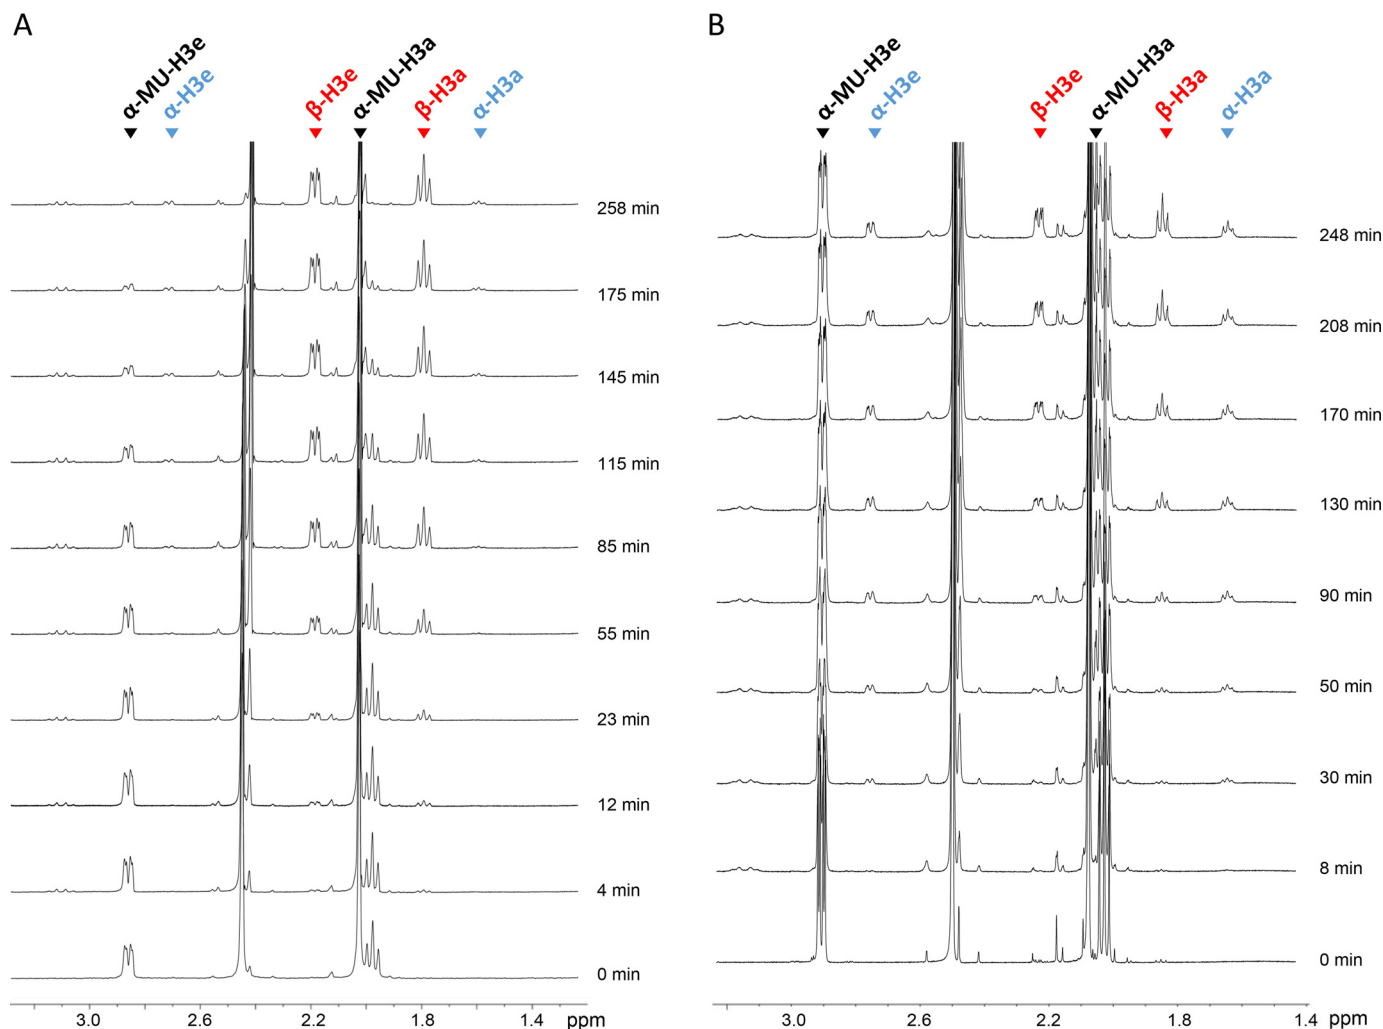 A
α-MU-H3e
α-H3e
β-H3e
α-MU-H3a
β-H3a
α-H3a
258 min
175 min
145 min
115 min
85 min
55 min
23 min
12 min
4 min
0 min
3.0 2.6 2.2 1.8 1.4 ppm
B
α-MU-H3e
α-H3e
β-H3e
α-MU-H3a
β-H3a
α-H3a
248 min
208 min
170 min
130 min
90 min
50 min
30 min
8 min
0 min
3.0 2.6 2.2 1.8 1.4 ppm